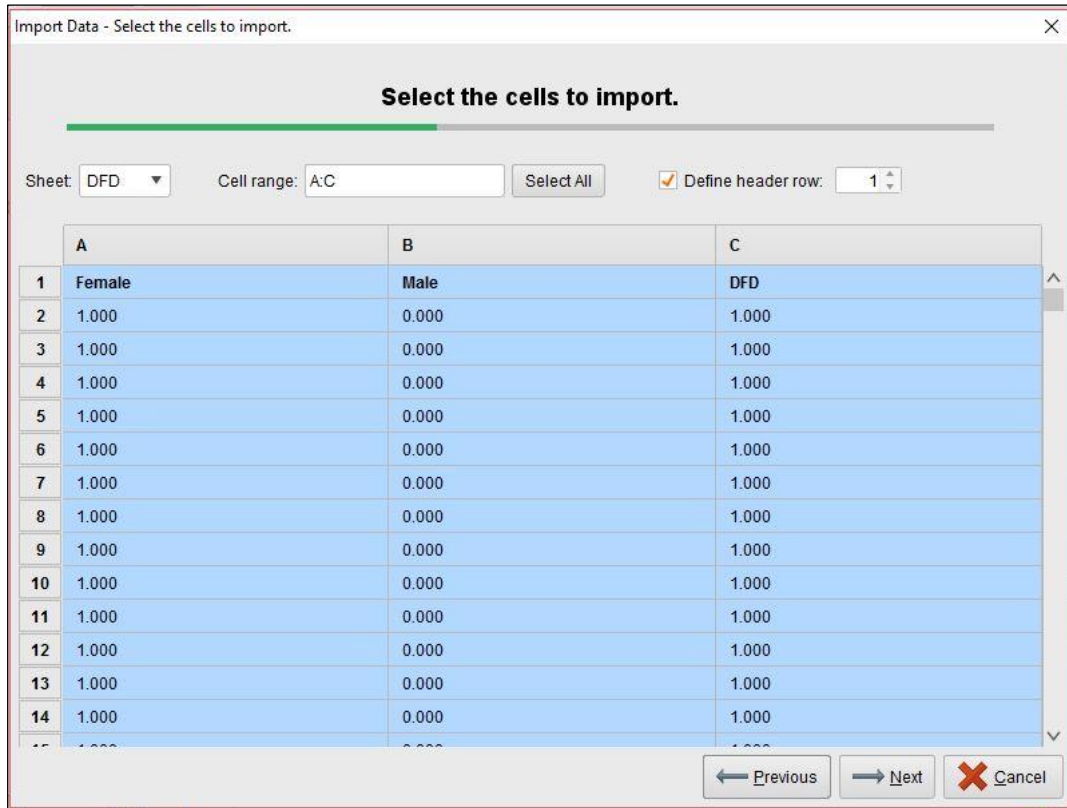 Import Data - Select the cells to import.
Select the cells to import.
Sheet: DFD Cell range: A:C Select All Define header row: 1
A B C
1 Female Male DFD
2 1.000 0.000 1.000
3 1.000 0.000 1.000
4 1.000 0.000 1.000
5 1.000 0.000 1.000
6 1.000 0.000 1.000
7 1.000 0.000 1.000
8 1.000 0.000 1.000
9 1.000 0.000 1.000
10 1.000 0.000 1.000
11 1.000 0.000 1.000
12 1.000 0.000 1.000
13 1.000 0.000 1.000
14 1.000 0.000 1.000
Previous Next Cancel